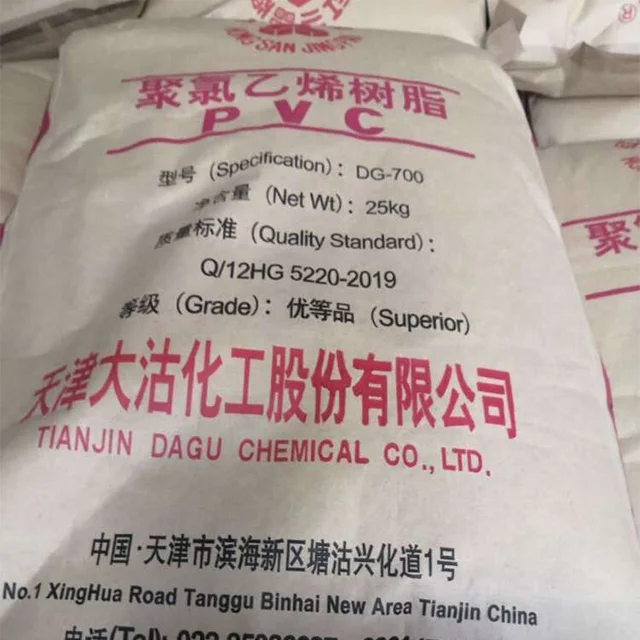 聚氯乙烯树脂
PVC
型号 (Specification): DG-700
净含量 (Net Wt): 25kg
质量标准 (Quality Standard):
Q/12HG 5220-2019
等级 (Grade): 优等品 (Superior)
天津大沽化工股份有限公司
TIANJIN DAGU CHEMICAL CO., LTD.
中国·天津市滨海新区塘沽兴化道1号
No.1 XingHua Road Tanggu Binhai New Area Tianjin China
电话(Tel):
聚